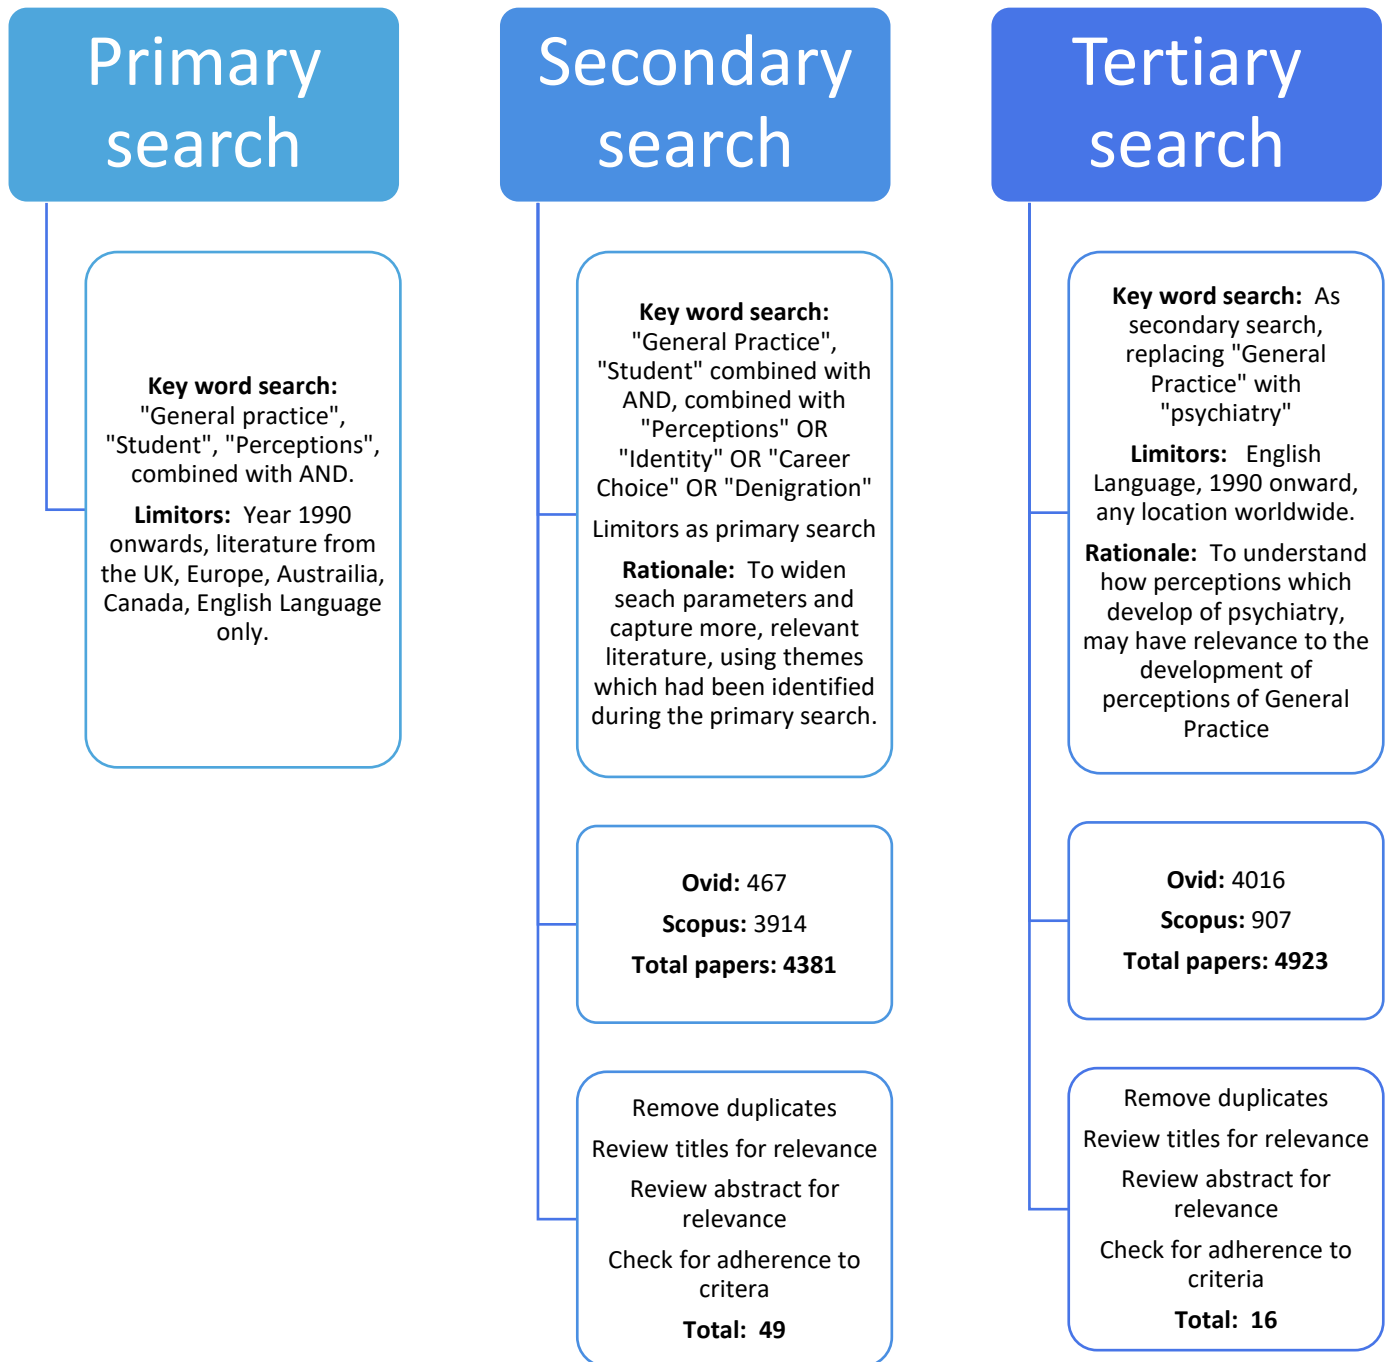 Primary
search
Key word search:
"General practice",
"Student", "Perceptions",
combined with AND.
Limitors: Year 1990
onwards, literature from
the UK, Europe, Austrailia,
Canada, English Language
only.
Secondary
search
Key word search:
"General Practice",
"Student" combined with
AND, combined with
"Perceptions" OR
"Identity" OR "Career
Choice" OR "Denigration"
Limitors as primary search
Rationale: To widen
seach parameters and
capture more, relevant
literature, using themes
which had been identified
during the primary search.
Ovid: 467
Scopus: 3914
Total papers: 4381
Remove duplicates
Review titles for relevance
Review abstract for
relevance
Check for adherence to
critera
Total: 49
Tertiary
search
Key word search: As
secondary search,
replacing "General
Practice" with
"psychiatry"
Limitors: English
Language, 1990 onward,
any location worldwide.
Rationale: To understand
how perceptions which
develop of psychiatry,
may have relevance to the
development of
perceptions of General
Practice
Ovid: 4016
Scopus: 907
Total papers: 4923
Remove duplicates
Review titles for relevance
Review abstract for
relevance
Check for adherence to
criteria
Total: 16